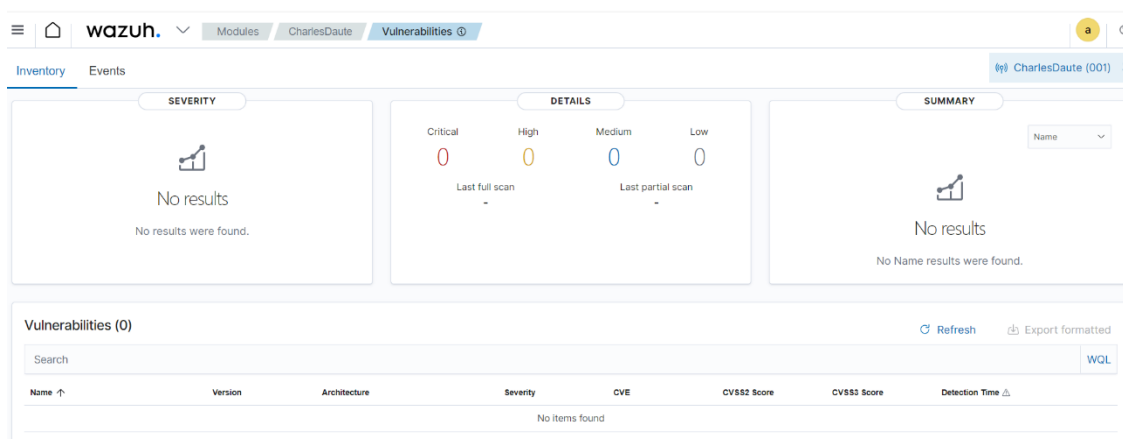 wazuh. Modules CharlesDaute Vulnerabilities a
Inventory Events CharlesDaute (001)
SEVERITY
No results
No results were found.
DETAILS
Critical High Medium Low
0 0 0 0
Last full scan Last partial scan
- -
SUMMARY
Name
No results
No Name results were found.
Vulnerabilities (0) Refresh Export formatted
Search WQL
Name ↑ Version Architecture Severity CVE CVSS2 Score CVSS3 Score Detection Time
No items found